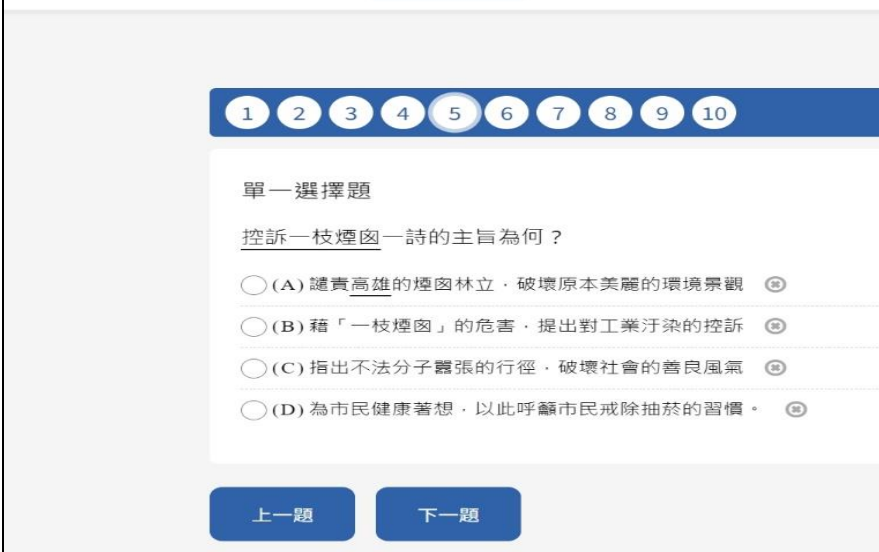 1 2 3 4 5 6 7 8 9 10
單一選擇題
控訴一枝煙囪一詩的主旨為何？
(A) 譴責高雄的煙囪林立，破壞原本美麗的環境景觀
(B) 藉「一枝煙囪」的危害，提出對工業汙染的控訴
(C) 指出不法分子囂張的行徑，破壞社會的善良風氣
(D) 為市民健康著想，以此呼籲市民戒除抽菸的習慣。
上一題 下一題